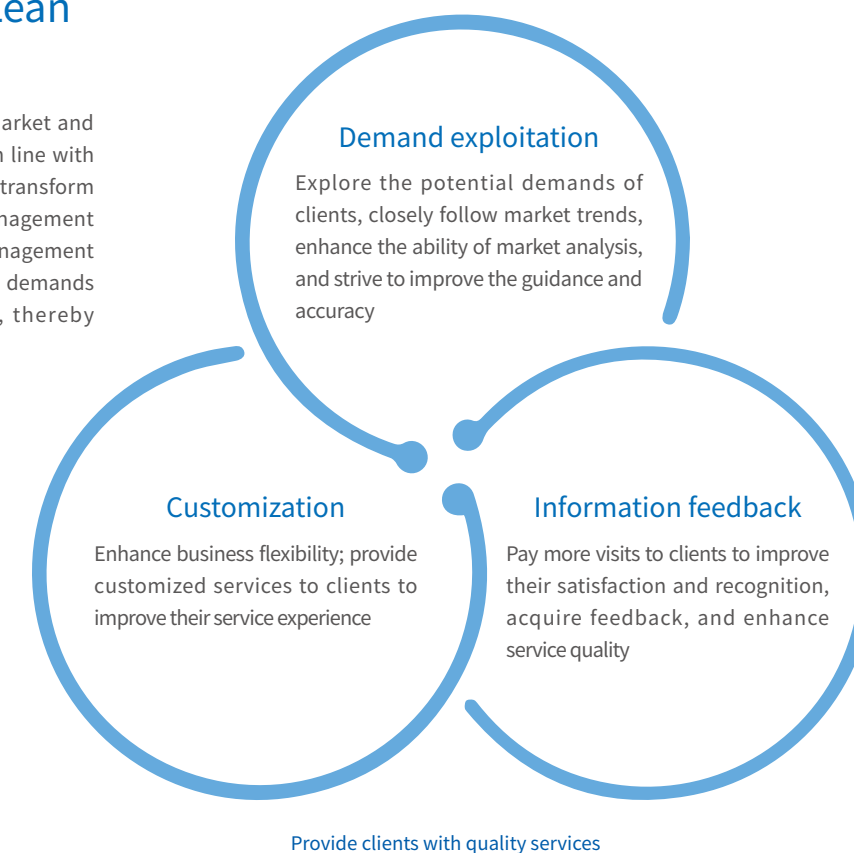 arket and
line with
transform
demands
, thereby
Demand exploitation
Explore the potential demands of
clients, closely follow market trends,
enhance the ability of market analysis,
and strive to improve the guidance and
accuracy
Customization
Enhance business flexibility; provide
customized services to clients to
improve their service experience
Information feedback
Pay more visits to clients to improve
their satisfaction and recognition,
acquire feedback, and enhance
service quality
Provide clients with quality services